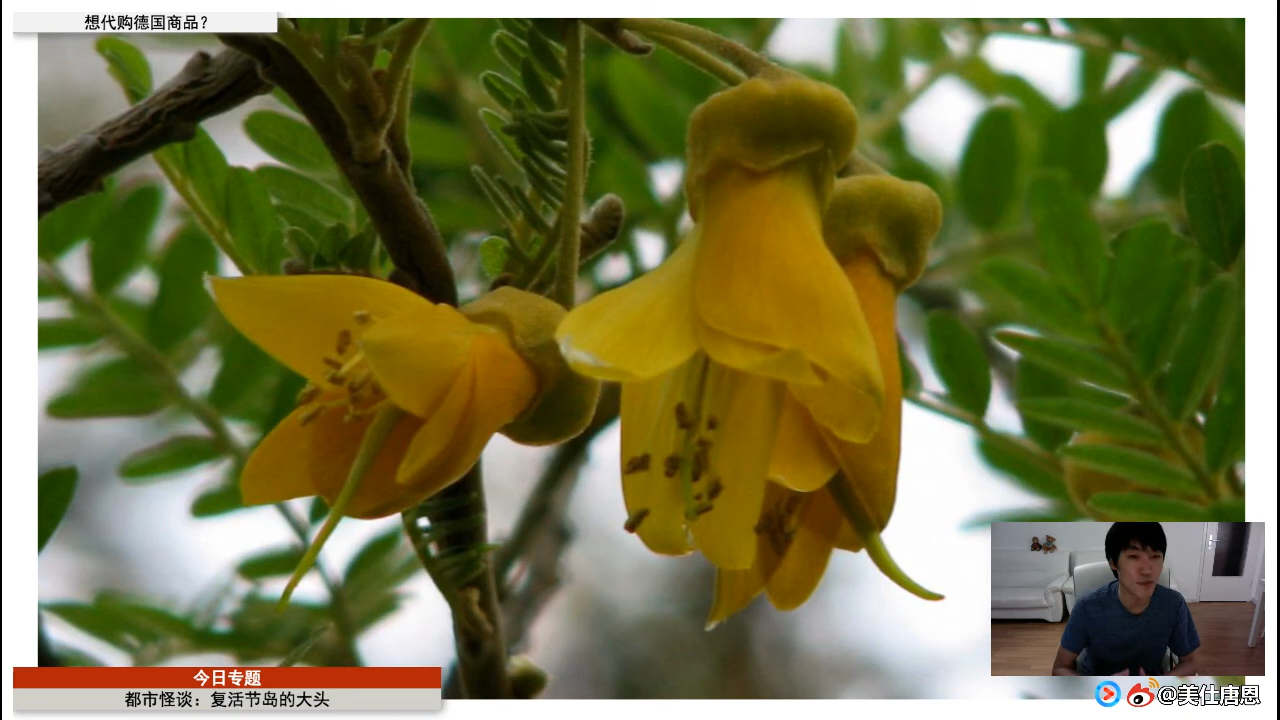 想代购德国商品？
今日专题
都市怪谈：复活节岛的大头
@美仕唐恩